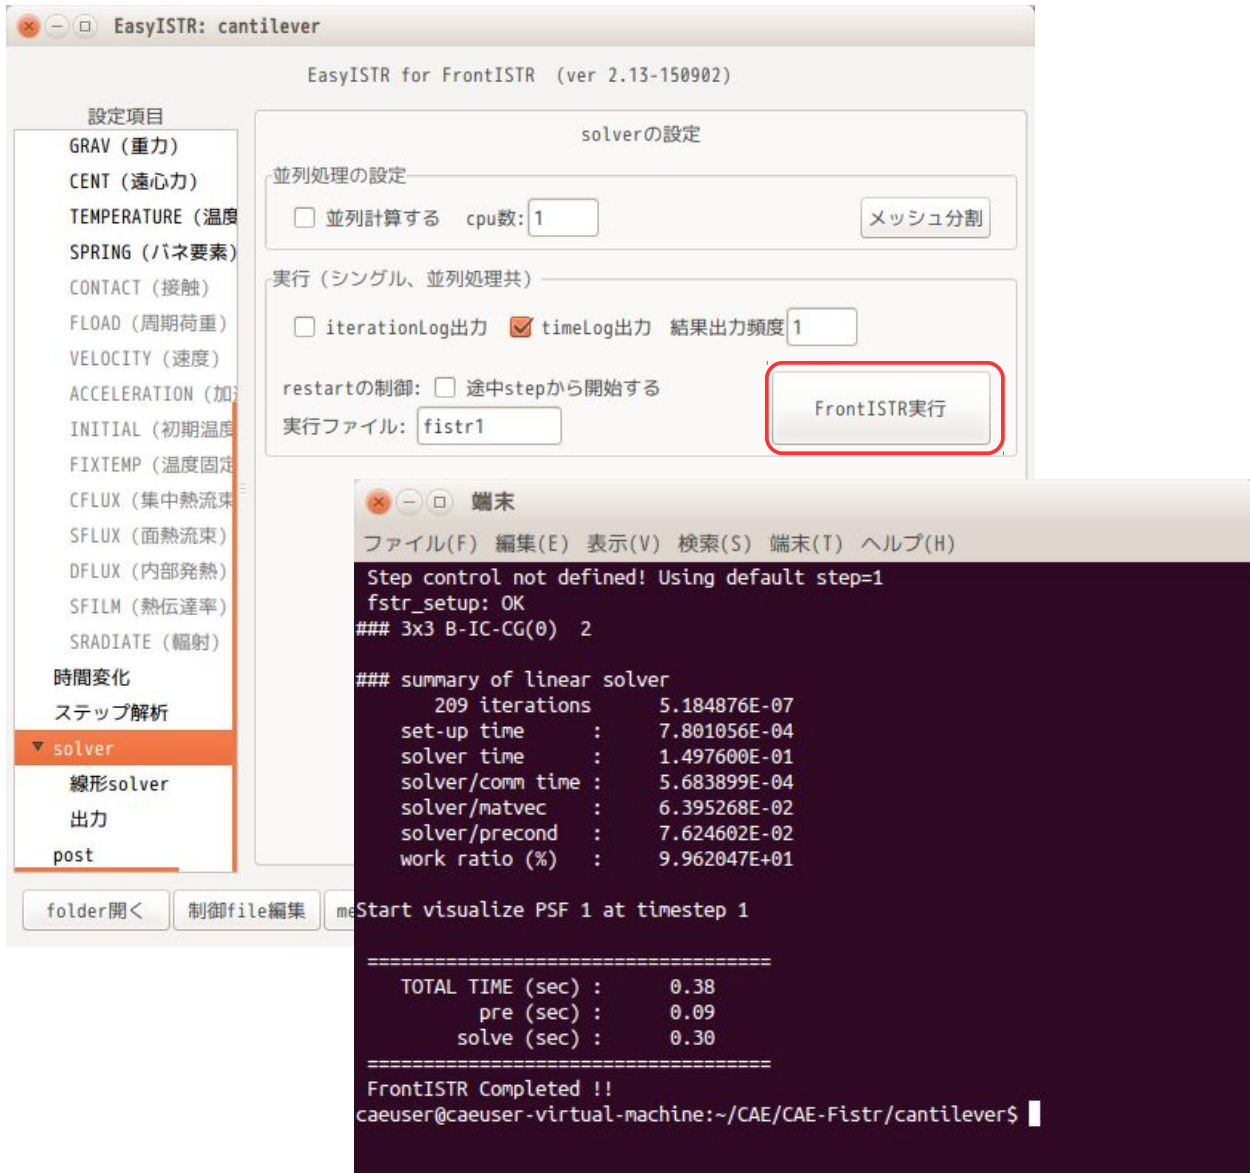 EasyISTR: cantilever
EasyISTR for FrontISTR (ver 2.13-150902)
設定項目
GRAV (重力)
CENT (遠心力)
TEMPERATURE (温度
SPRING (バネ要素)
CONTACT (接触)
FLOAD (周期荷重)
VELOCITY (速度)
ACCELERATION (加
INITIAL (初期温度
FIXTEMP (温度固定
CFLUX (集中熱流束
SFLUX (面熱流束)
DFLUX (内部発熱)
SFILM (熱伝達率)
SRADIATE (輻射)
時間変化
ステップ解析
solver
線形solver
出力
post
solverの設定
並列処理の設定
並列計算する cpu数: 1 メッシュ分割
実行 (シングル、並列処理共)
iterationLog出力 timeLog出力 結果出力頻度 1
restartの制御: 途中stepから開始する
実行ファイル: fistr1
FrontISTR実行
folder開く 制御file編集 me
端末
ファイル(F) 編集(E) 表示(V) 検索(S) 端末(T) ヘルプ(H)
Step control not defined! Using default step=1
fstr_setup: OK
### 3x3 B-IC-CG(0) 2
### summary of linear solver
209 iterations 5.184876E-07
set-up time : 7.801056E-04
solver time : 1.497600E-01
solver/comm time : 5.683899E-04
solver/matvec : 6.395268E-02
solver/precond : 7.624602E-02
work ratio (%) : 9.962047E+01
Start visualize PSF 1 at timestep 1
====================================
TOTAL TIME (sec) : 0.38
pre (sec) : 0.09
solve (sec) : 0.30
====================================
FrontISTR Completed !!
caeuser@caeuser-virtual-machine:~/CAE/CAE-Fistr/cantilever$